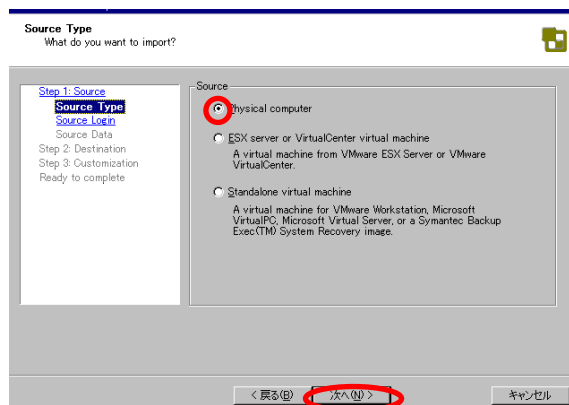 Source Type
What do you want to import?
Step 1: Source
Source Type
Source Login
Source Data
Step 2: Destination
Step 3: Customization
Ready to complete
Source
Physical computer
ESX server or VirtualCenter virtual machine
A virtual machine from VMware ESX Server or VMware
VirtualCenter.
Standalone virtual machine
A virtual machine for VMware Workstation, Microsoft
VirtualPC, Microsoft Virtual Server, or a Symantec Backup
Exec(TM) System Recovery image.
< 戻る(B)
次へ(N) >
キャンセル